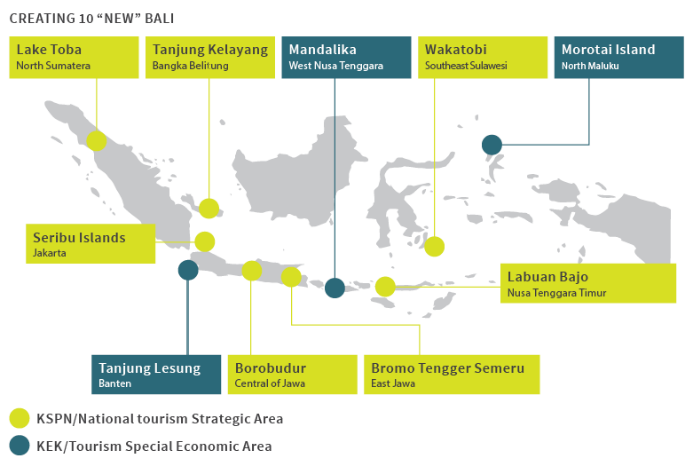 CREATING 10 “NEW” BALI
Lake Toba
North Sumatera
Tanjung Kelayang
Bangka Belitung
Mandalika
West Nusa Tenggara
Wakatobi
Southeast Sulawesi
Morotai Island
North Maluku
Seribu Islands
Jakarta
Labuan Bajo
Nusa Tenggara Timur
Tanjung Lesung
Banten
Borobudur
Central of Jawa
Bromo Tengger Semeru
East Jawa
KSPN/National tourism Strategic Area
KEK/Tourism Special Economic Area